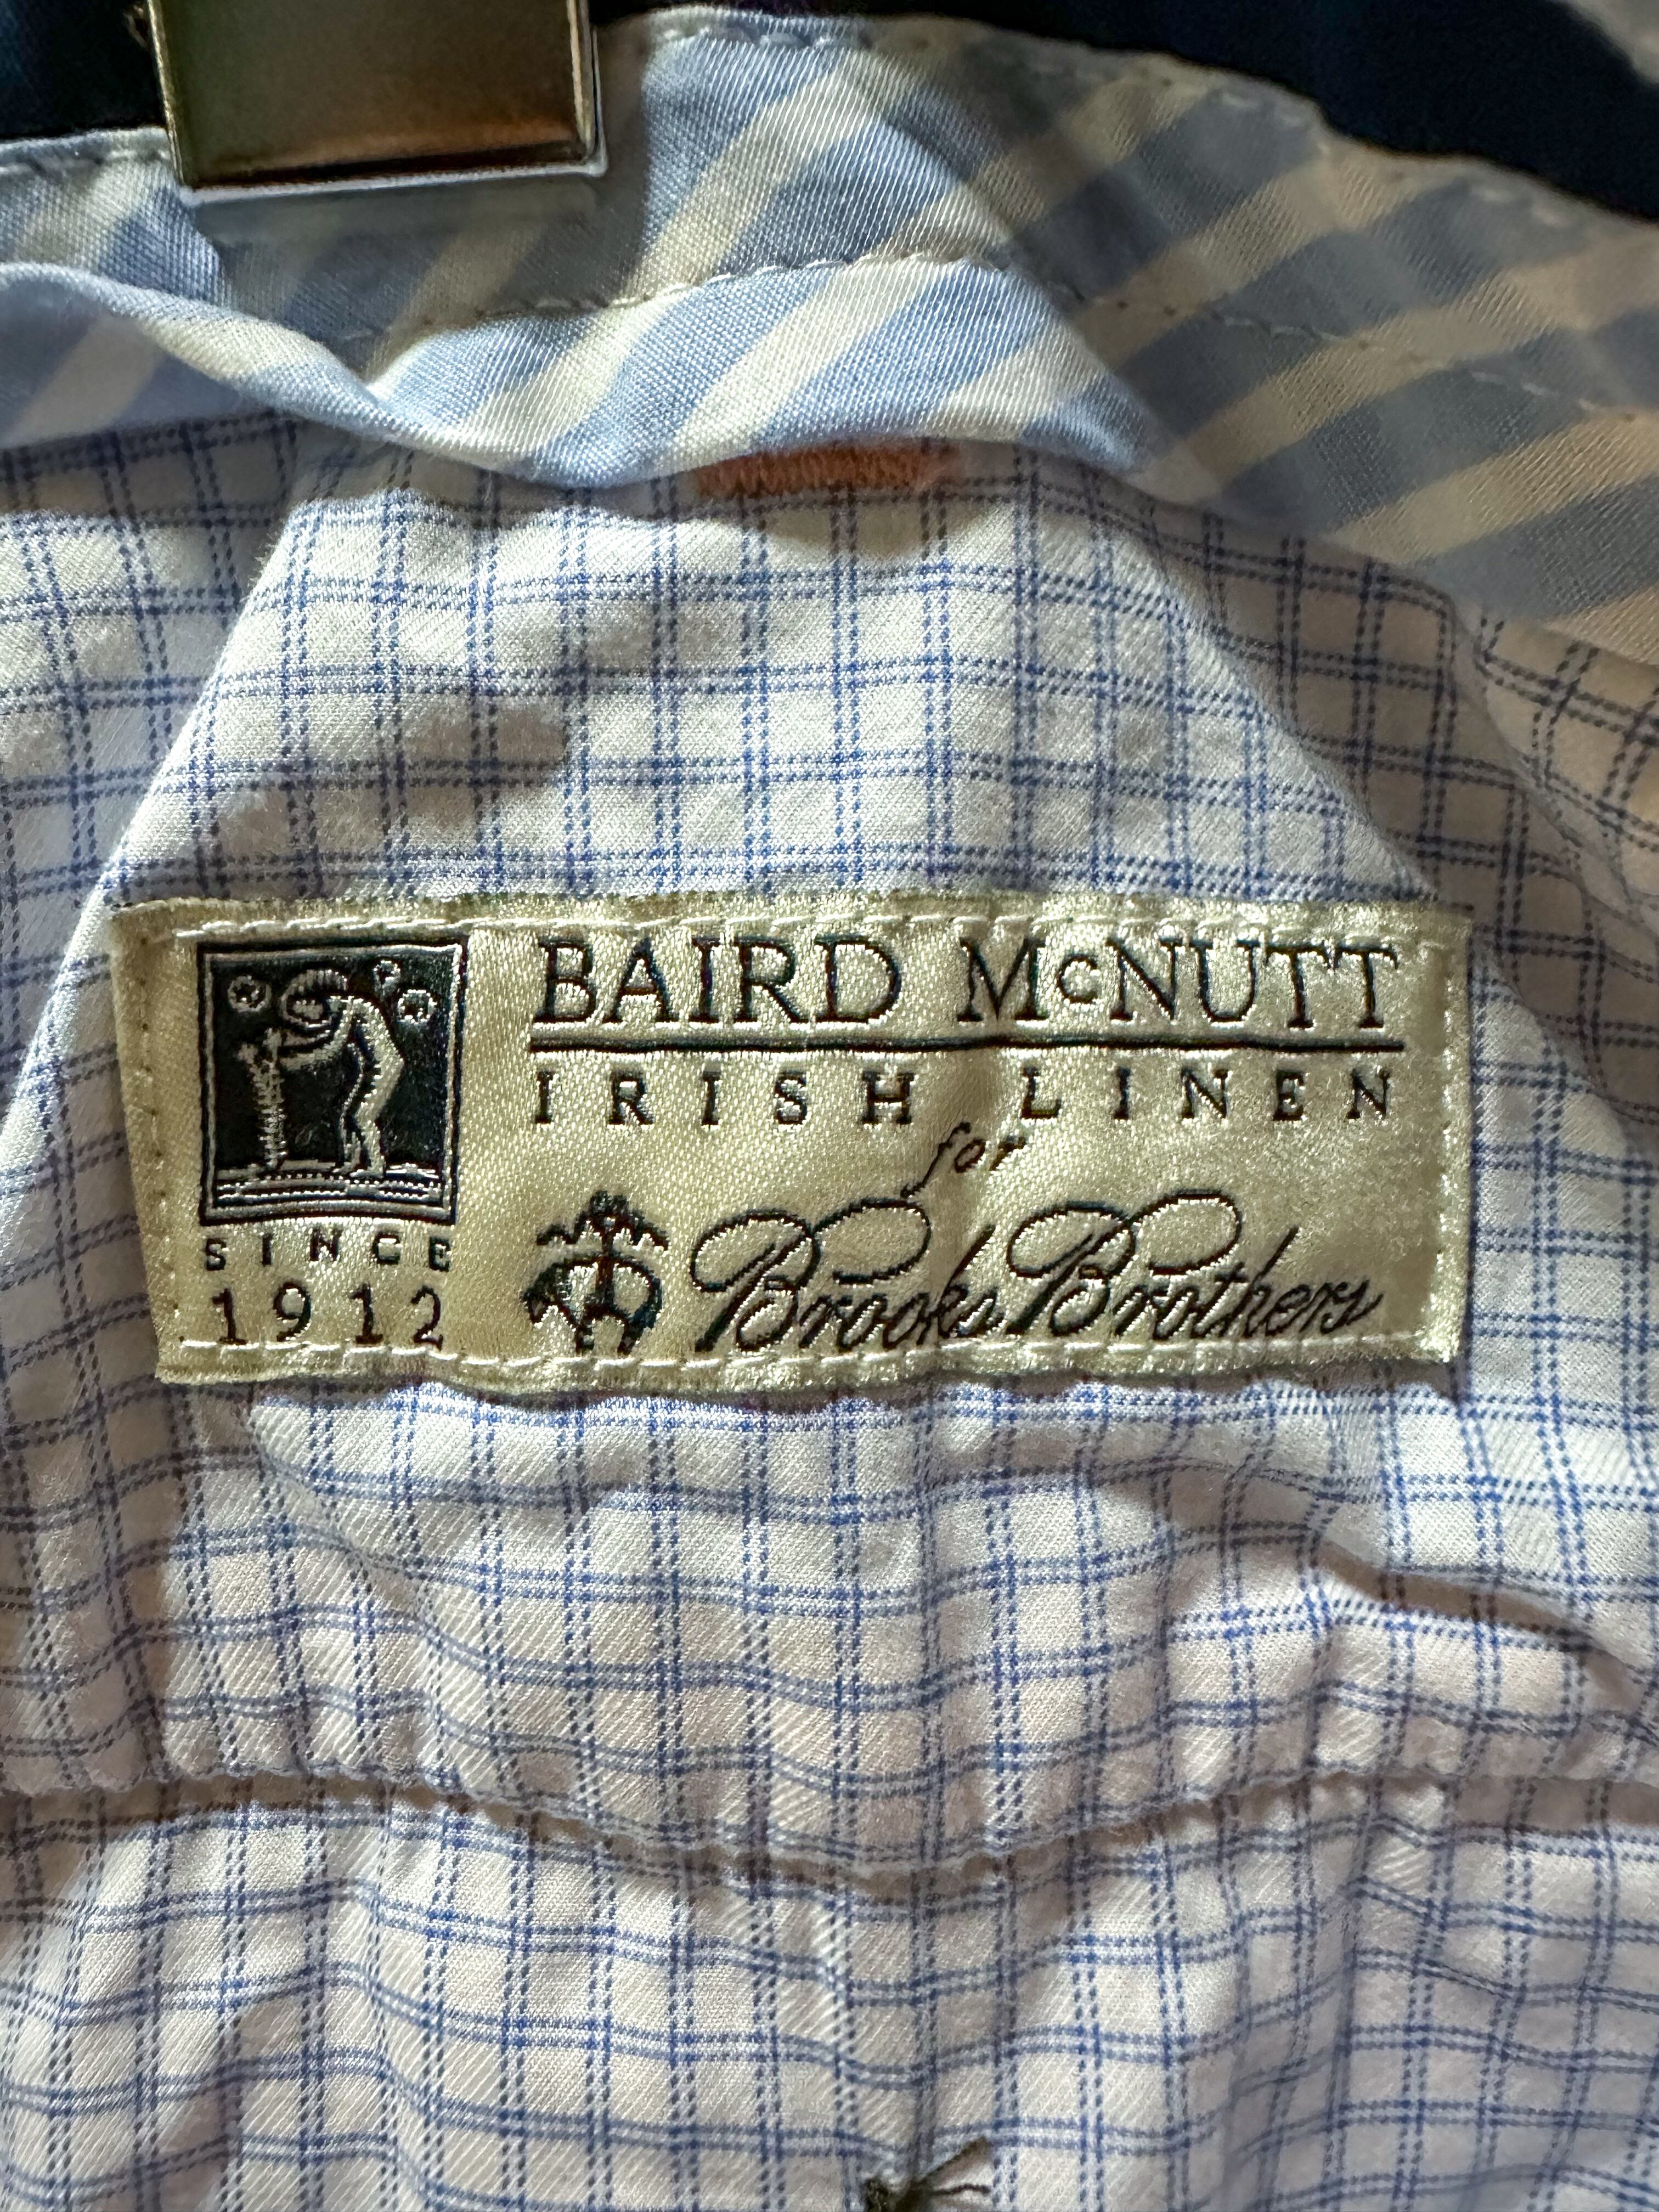 BAIRD McNUTT
IRISH LINEN
for
Brooks Brothers
SINCE
1912